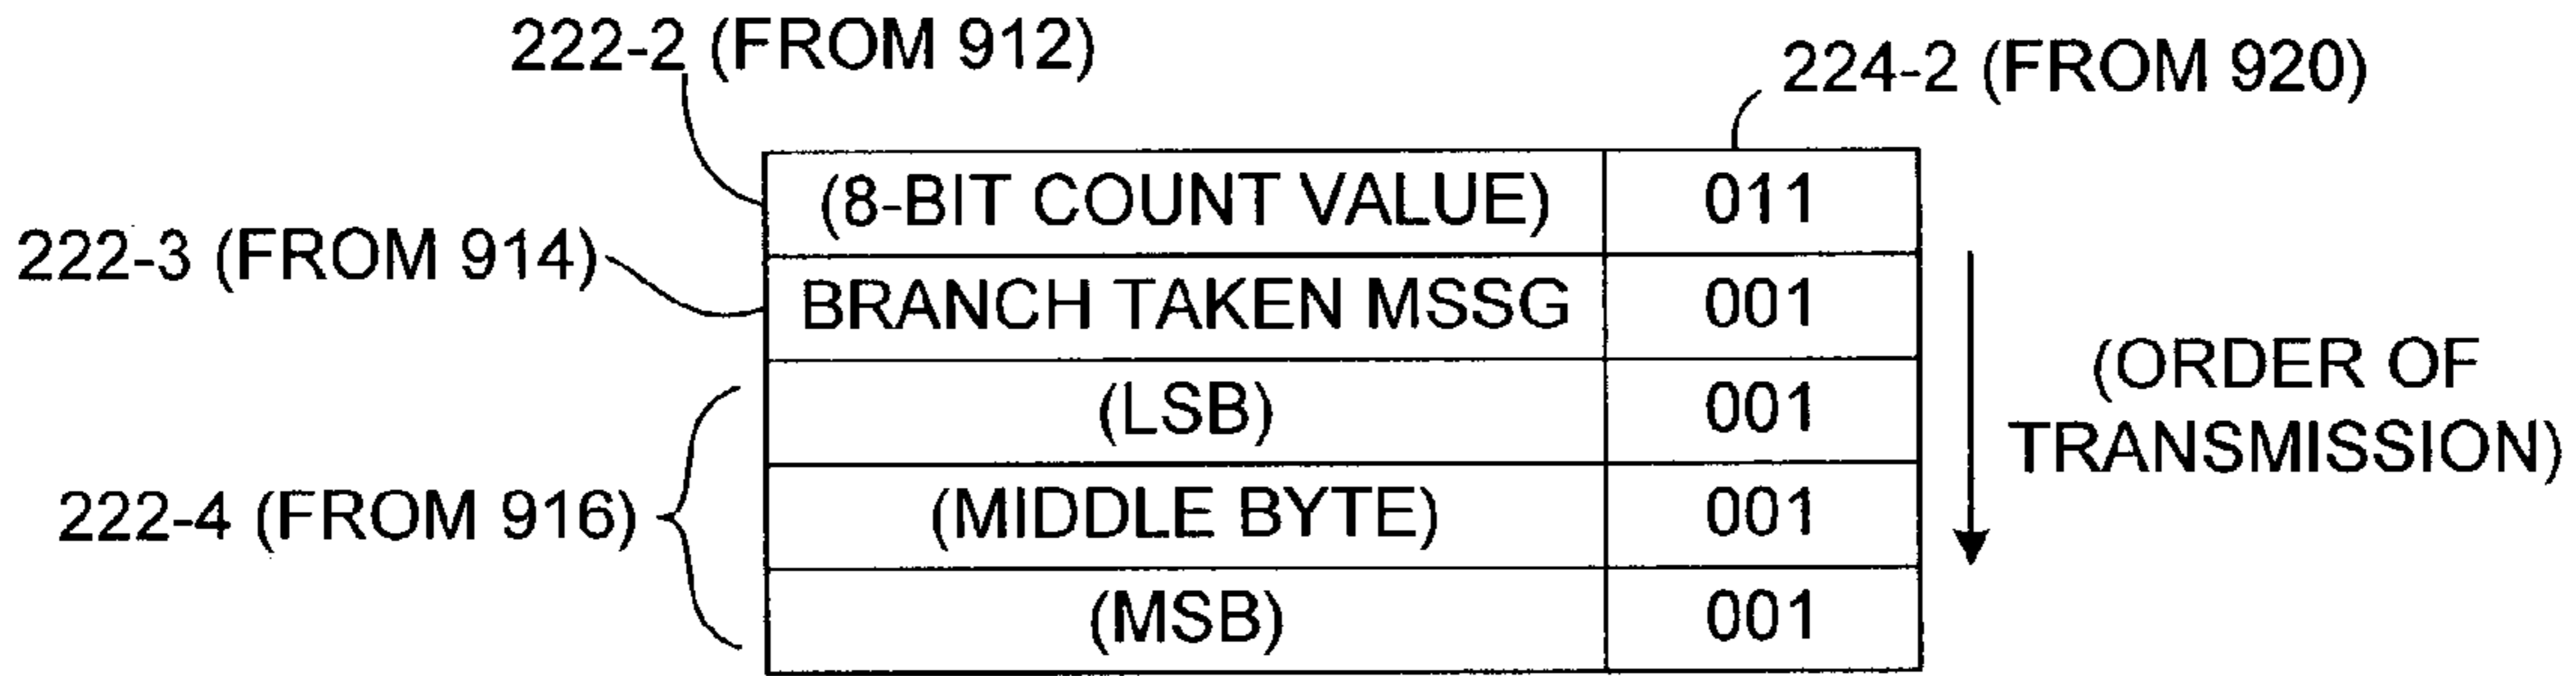 222-2 (FROM 912)
224-2 (FROM 920)
(8-BIT COUNT VALUE) 011
222-3 (FROM 914)
BRANCH TAKEN MSSG 001
(LSB) 001
222-4 (FROM 916)
(MIDDLE BYTE) 001
(MSB) 001
(ORDER OF
TRANSMISSION)